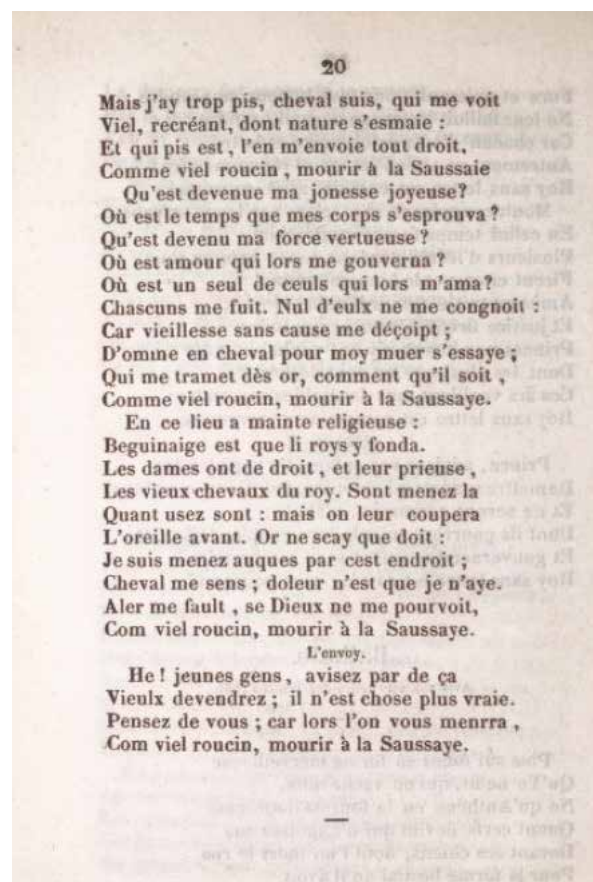 20
Mais j'ay trop pis, cheval suis, qui me voit
Viel, recréant, dont nature s'esmaie :
Et qui pis est, l'en m'envoie tout droit,
Comme viel roucin, mourir à la Saussaie
Qu'est devenue ma jonesse joyeuse?
Où est le temps que mes corps s'esprouva?
Qu'est devenu ma force vertueuse?
Où est amour qui lors me gouverna?
Où est un seul de ceuls qui lors m'ama?
Chascuns me fuit. Nul d'eulx ne me congnoit :
Car vieillesse sans cause me déçoipt ;
D'omme en cheval pour moy muer s'essaye ;
Qui me tramet dès or, comment qu'il soit,
Comme viel roucin, mourir à la Saussaye.
En ce lieu a mainte religieuse :
Beguinaige est que li roys y fonda.
Les dames ont de droit, et leur prieuse,
Les vieux chevaux du roy. Sont menez la
Quant usez sont : mais on leur coupera
L'oreille avant. Or ne scay que doit :
Je suis menez auques par cest endroit ;
Cheval me sens ; doleur n'est que je n'aye.
Aler me fault, se Dieux ne me pourvoit,
Com viel roucin, mourir à la Saussaye.
L'envoy.
He ! jeunes gens, avisez par de ça
Vieulx devendrez ; il n'est chose plus vraie.
Pensez de vous ; car lors l'on vous menrra,
Com viel roucin, mourir à la Saussaye.